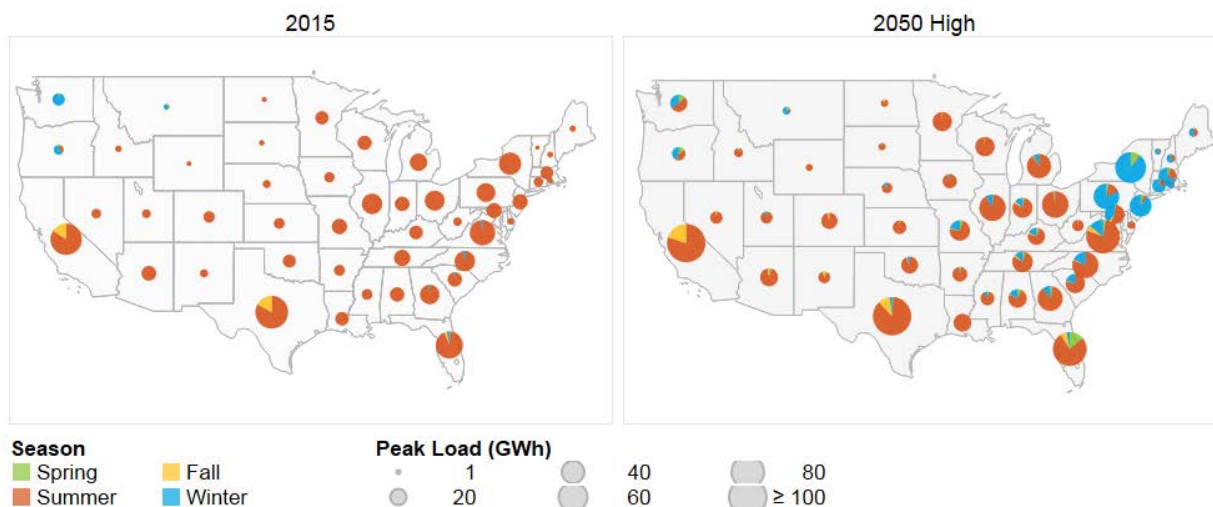 2015 2050 High
Season Peak Load (GWh)
Spring Fall 1 40 80
Summer Winter 20 60 ≥ 100